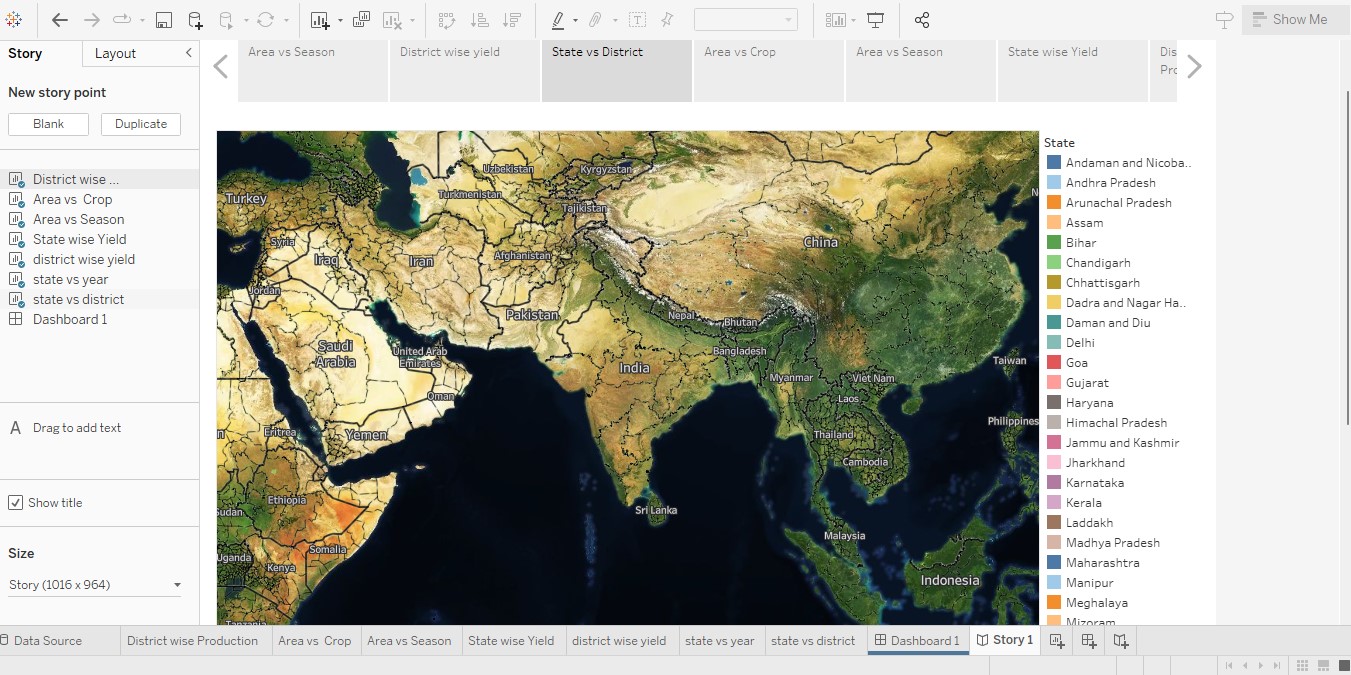 Show Me
Story
Layout
New story point
Blank
Duplicate
District wise ...
Area vs  Crop
Area vs Season
State wise Yield
district wise yield
state vs year
state vs district
Dashboard 1
A Drag to add text
Show title
Size
Story (1016 x 964)
Area vs Season
District wise yield
State vs District
Area vs Crop
Area vs Season
State wise Yield
Dis
Pro
Uzbekistan
Kyrgyzstan
Turkmenistan
Turkey
Tajikistan
Syria
Iraq
Iran
Afghanistan
China
Jordan
Pakistan
Nepal
Bhutan
Saudi
Arabia
United Arab
Emirates
Bangladesh
India
Taiwan
Myanmar
Viet Nam
Oman
Laos
Philippines
Eritrea
Yemen
Thailand
Cambodia
Ethiopia
Sudan
Sri Lanka
Malaysia
Somalia
Uganda
Kenya
Indonesia
Tanzania
State
Andaman and Nicoba..
Andhra Pradesh
Arunachal Pradesh
Assam
Bihar
Chandigarh
Chhattisgarh
Dadra and Nagar Ha..
Daman and Diu
Delhi
Goa
Gujarat
Haryana
Himachal Pradesh
Jammu and Kashmir
Jharkhand
Karnataka
Kerala
Laddakh
Madhya Pradesh
Maharashtra
Manipur
Meghalaya
Mizoram
Data Source
District wise Production
Area vs  Crop
Area vs Season
State wise Yield
district wise yield
state vs year
state vs district
Dashboard 1
Story 1